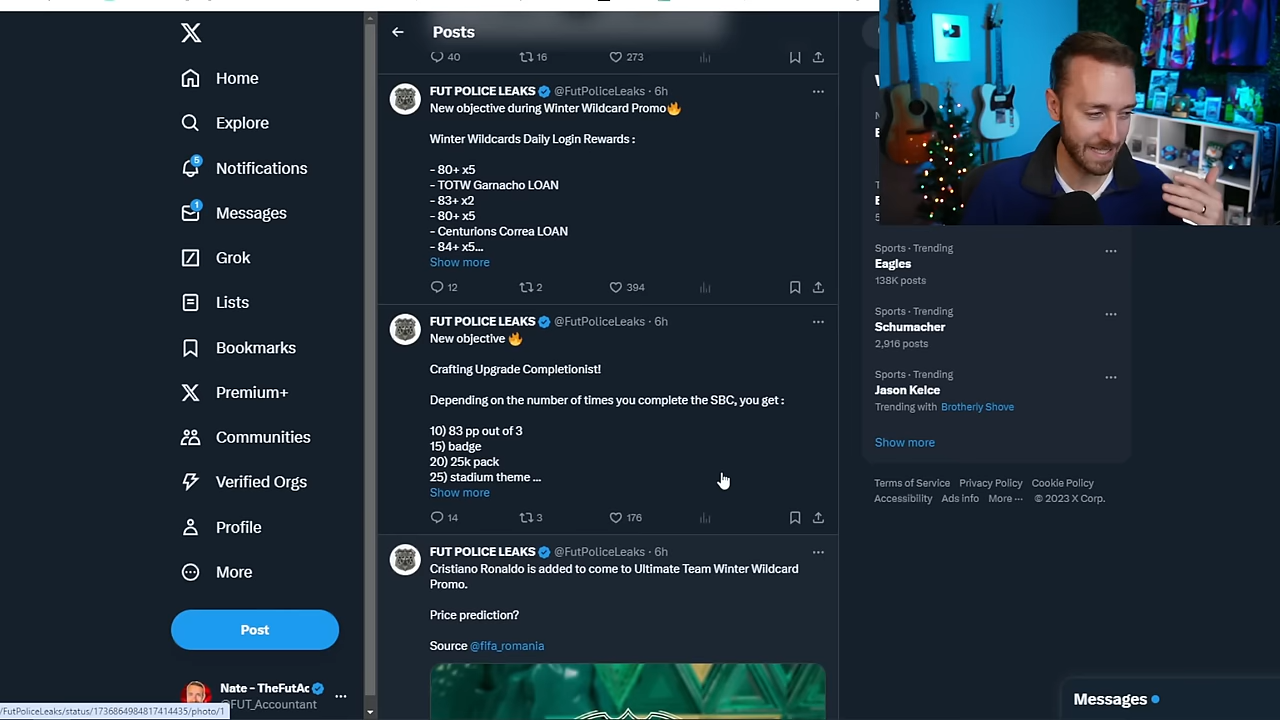 Home
Explore
5
Notifications
1
Messages
Grok
Lists
Bookmarks
Premium+
Communities
Verified Orgs
Profile
More
Post
Nate - TheFutAc
@FUT_Accountant
/FutPoliceLeaks/status/1736864984817414435/photo/1
Posts
40 16 273
FUT POLICE LEAKS @FutPoliceLeaks · 6h
New objective during Winter Wildcard Promo🔥
Winter Wildcards Daily Login Rewards :
- 80+ x5
- TOTW Garnacho LOAN
- 83+ x2
- 80+ x5
- Centurions Correa LOAN
- 84+ x5...
Show more
12 2 394
FUT POLICE LEAKS @FutPoliceLeaks · 6h
New objective 🔥
Crafting Upgrade Completionist!
Depending on the number of times you complete the SBC, you get :
10) 83 pp out of 3
15) badge
20) 25k pack
25) stadium theme ...
Show more
14 3 176
FUT POLICE LEAKS @FutPoliceLeaks · 6h
Cristiano Ronaldo is added to come to Ultimate Team Winter Wildcard
Promo.
Price prediction?
Source @fifa_romania
Sports · Trending
Eagles
138K posts
Sports · Trending
Schumacher
2,916 posts
Sports · Trending
Jason Kelce
Trending with Brotherly Shove
Show more
Terms of Service Privacy Policy Cookie Policy
Accessibility Ads info More ··· © 2023 X Corp.
Messages